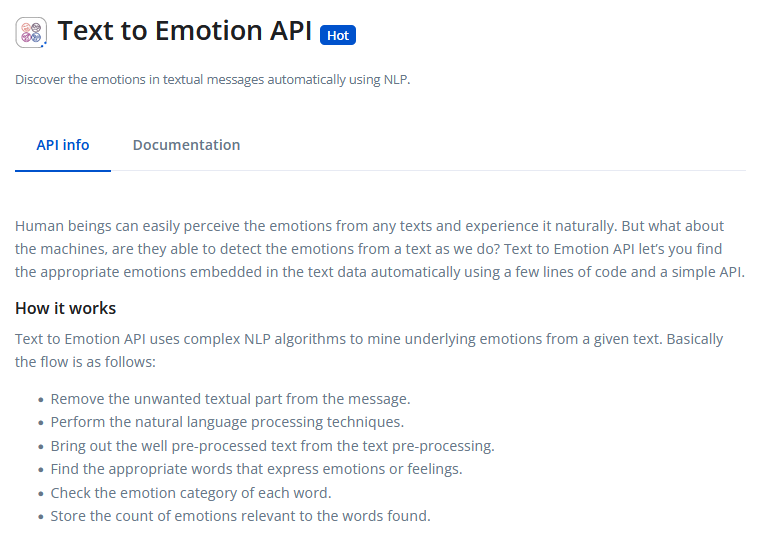 Text to Emotion API Hot
Discover the emotions in textual messages automatically using NLP.
API info Documentation
Human beings can easily perceive the emotions from any texts and experience it naturally. But what about
the machines, are they able to detect the emotions from a text as we do? Text to Emotion API let’s you find
the appropriate emotions embedded in the text data automatically using a few lines of code and a simple API.
How it works
Text to Emotion API uses complex NLP algorithms to mine underlying emotions from a given text. Basically
the flow is as follows:
• Remove the unwanted textual part from the message.
• Perform the natural language processing techniques.
• Bring out the well pre-processed text from the text pre-processing.
• Find the appropriate words that express emotions or feelings.
• Check the emotion category of each word.
• Store the count of emotions relevant to the words found.